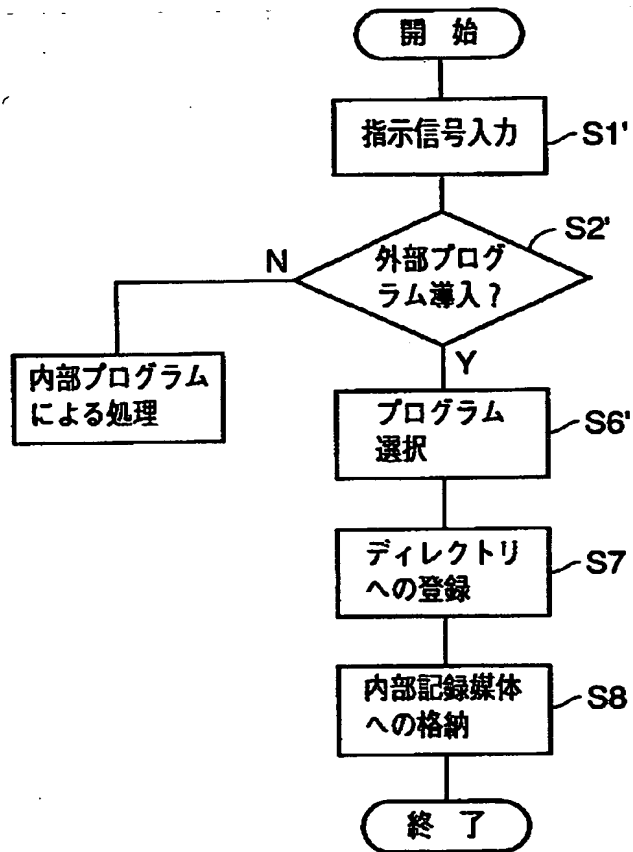 開 始
指示信号入力
S1'
S2'
外部プログ
ラム導入？
N
Y
内部プログラム
による処理
プログラム
選択
S6'
ディレクトリ
への登録
S7
内部記録媒体
への格納
S8
終 了